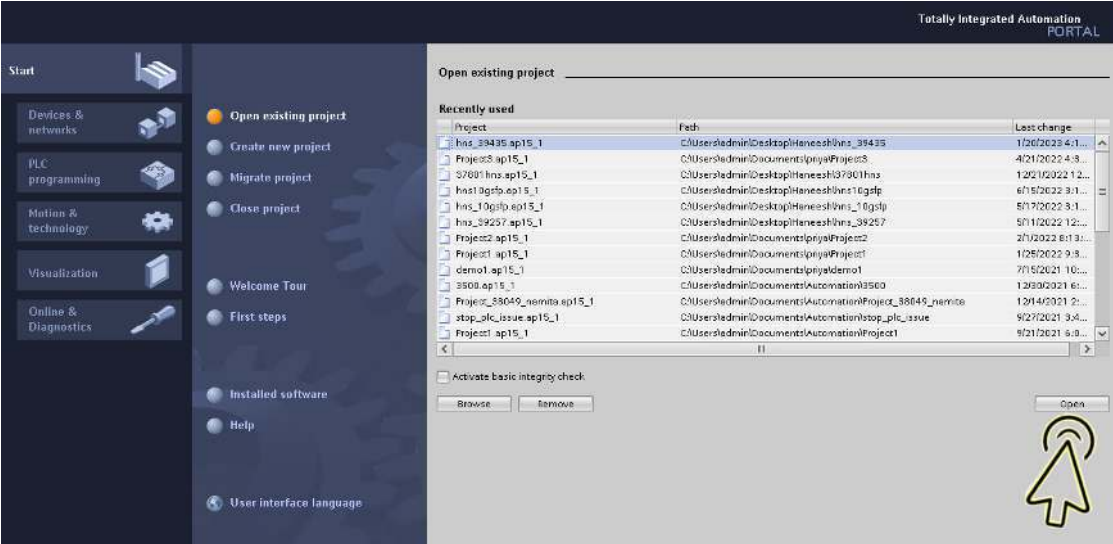 Totally Integrated Automation
PORTAL
Start
Devices &
networks
PLC
programming
Motion &
technology
Visualization
Online &
Diagnostics
Open existing project
Create new project
Migrate project
Close project
Welcome Tour
First steps
Installed software
Help
User interface language
Open existing project
Recently used
Project Path Last change
hns_39435.ap15_1 C:\Users\admin\Desktop\Haneesh\hns_39435 1/20/2023 4:1...
Project3.ap15_1 C:\Users\admin\Documents\priya\Project3 4/21/2022 4:3...
37801hns.ap15_1 C:\Users\admin\Desktop\Haneesh\37801hns 12/21/2022 12...
hns10gsfp.ap15_1 C:\Users\admin\Desktop\Haneesh\hns10gsfp 6/15/2022 3:1...
hns_10gsfp.ap15_1 C:\Users\admin\Desktop\Haneesh\hns_10gsfp 5/17/2022 3:1...
hns_39257.ap15_1 C:\Users\admin\Desktop\Haneesh\hns_39257 5/11/2022 12:...
Project2.ap15_1 C:\Users\admin\Documents\priya\Project2 2/1/2022 8:13:...
Project1.ap15_1 C:\Users\admin\Documents\priya\Project1 1/25/2022 9:3...
demo1.ap15_1 C:\Users\admin\Documents\priya\demo1 7/15/2021 10:...
3500.ap15_1 C:\Users\admin\Documents\Automation\3500 12/30/2021 6:...
Project_38049_nemita.ap15_1 C:\Users\admin\Documents\Automation\Project_38049_nemita 12/14/2021 2:...
stop_plc_issue.ap15_1 C:\Users\admin\Documents\Automation\stop_plc_issue 9/27/2021 3:4...
Project1.ap15_1 C:\Users\admin\Documents\Automation\Project1 9/21/2021 6:0...
Activate basic integrity check
Browse Remove Open